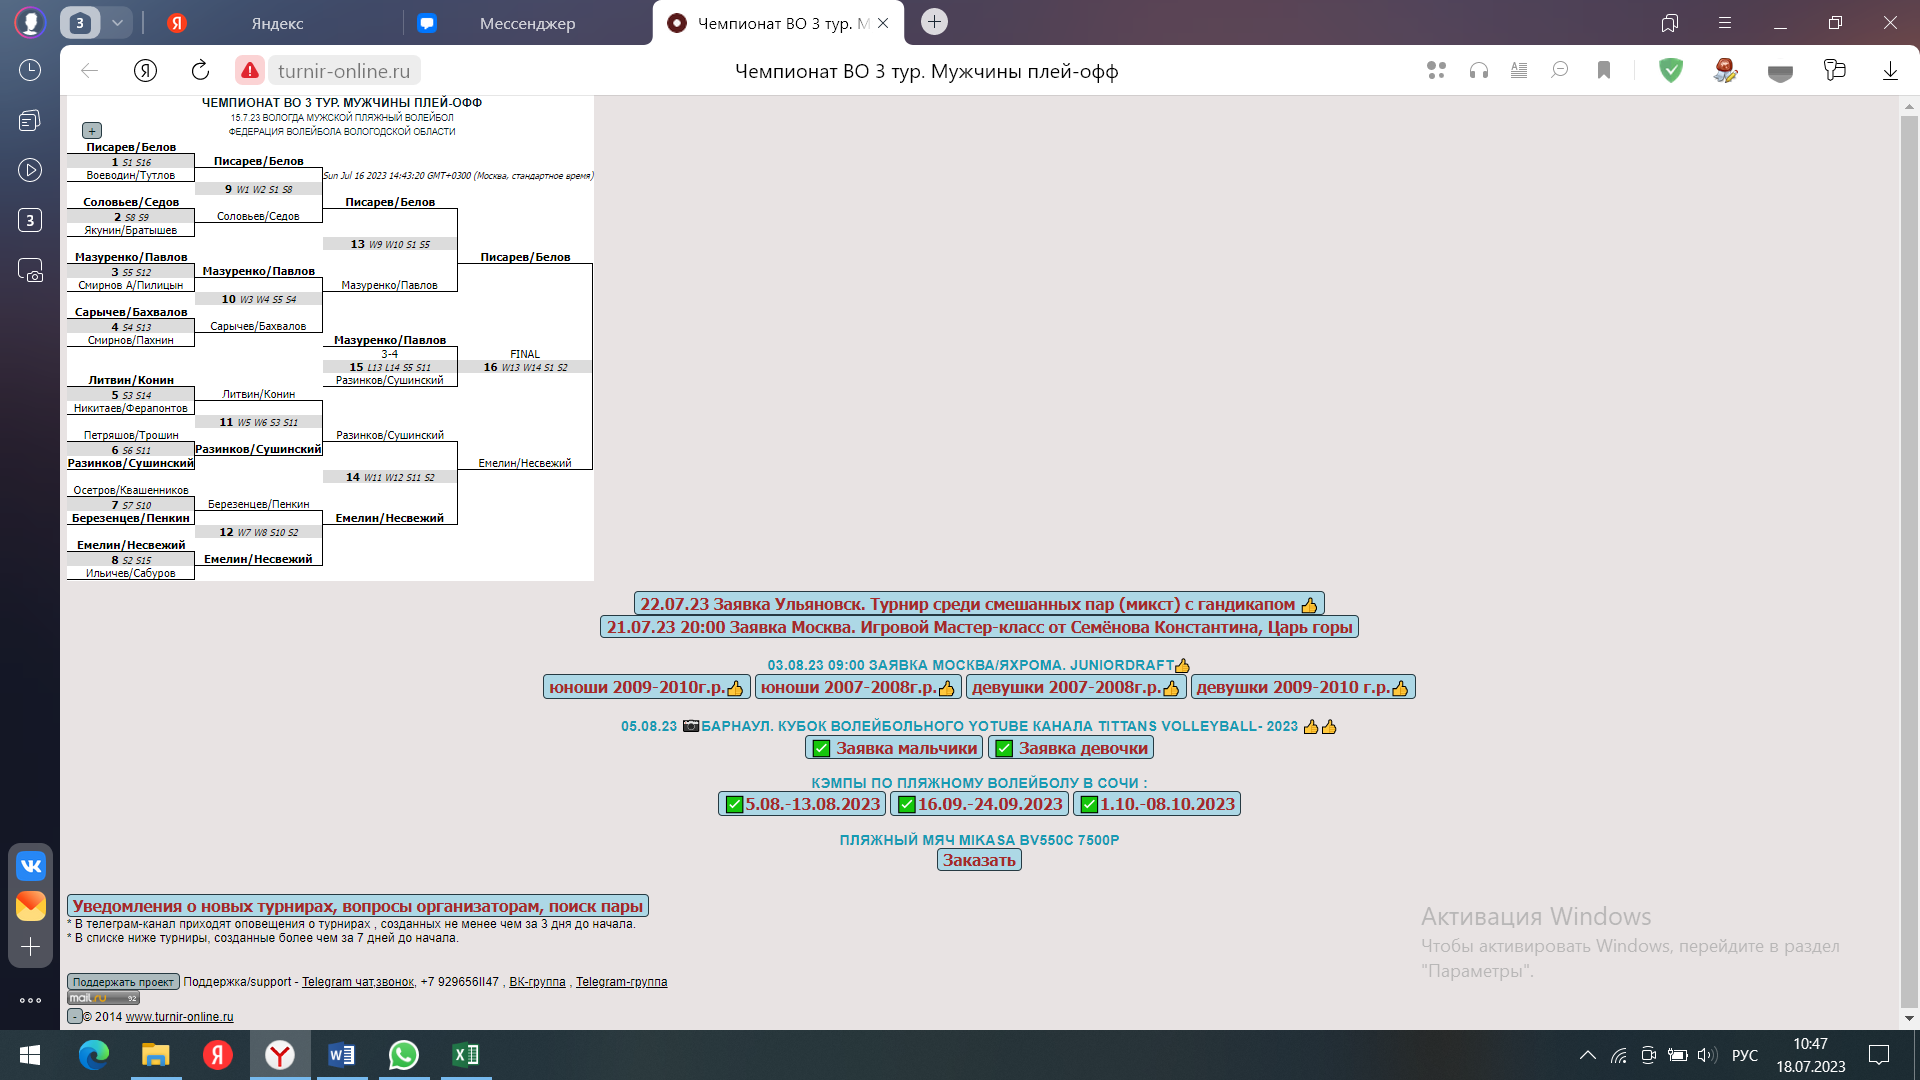 3
Яндекс
Мессенджер
Чемпионат ВО 3 тур. М
turnir-online.ru
Чемпионат ВО 3 тур. Мужчины плей-офф
3
ЧЕМПИОНАТ ВО 3 ТУР. МУЖЧИНЫ ПЛЕЙ-ОФФ
15.7.23 ВОЛОГДА МУЖСКОЙ ПЛЯЖНЫЙ ВОЛЕЙБОЛ
+
ФЕДЕРАЦИЯ ВОЛЕЙБОЛА ВОЛОГОДСКОЙ ОБЛАСТИ
Писарев/Белов
1 S1 S16
Писарев/Белов
Воеводин/Тутлов
Sun Jul 16 2023 14:43:20 GMT+0300 (Москва, стандартное время)
9 W1 W2 S1 S8
Соловьев/Седов
Писарев/Белов
2 S8 S9
Соловьев/Седов
Якунин/Братышев
13 W9 W10 S1 S5
Мазуренко/Павлов
Писарев/Белов
3 S5 S12
Мазуренко/Павлов
Смирнов А/Пилицын
Мазуренко/Павлов
10 W3 W4 S5 S4
Сарычев/Бахвалов
4 S4 S13
Сарычев/Бахвалов
Смирнов/Пахнин
Мазуренко/Павлов
3-4
FINAL
15 L13 L14 S5 S11
16 W13 W14 S1 S2
Литвин/Конин
Разинков/Сушинский
5 S3 S14
Литвин/Конин
Никитаев/Ферапонтов
11 W5 W6 S3 S11
Петряшов/Трошин
Разинков/Сушинский
6 S6 S11
Разинков/Сушинский
Разинков/Сушинский
Емелин/Несвежий
14 W11 W12 S11 S2
Осетров/Квашенников
7 S7 S10
Березенцев/Пенкин
Березенцев/Пенкин
Емелин/Несвежий
12 W7 W8 S10 S2
Емелин/Несвежий
8 S2 S15
Емелин/Несвежий
Ильичев/Сабуров
22.07.23 Заявка Ульяновск. Турнир среди смешанных пар (микст) с гандикапом 👍
21.07.23 20:00 Заявка Москва. Игровой Мастер-класс от Семёнова Константина, Царь горы
03.08.23 09:00 ЗАЯВКА МОСКВА/ЯХРОМА. JUNIORDRAFT👍
юноши 2009-2010г.р.👍 юноши 2007-2008г.р.👍 девушки 2007-2008г.р.👍 девушки 2009-2010 г.р.👍
05.08.23 📷БАРНАУЛ. КУБОК ВОЛЕЙБОЛЬНОГО YOTUBE КАНАЛА TITTANS VOLLEYBALL- 2023 👍👍
✅ Заявка мальчики ✅ Заявка девочки
КЭМПЫ ПО ПЛЯЖНОМУ ВОЛЕЙБОЛУ В СОЧИ :
✅5.08.-13.08.2023 ✅16.09.-24.09.2023 ✅1.10.-08.10.2023
ПЛЯЖНЫЙ МЯЧ MIKASA BV550C 7500Р
Заказать
Уведомления о новых турнирах, вопросы организаторам, поиск пары
* В телеграм-канал приходят оповещения о турнирах , созданных не менее чем за 3 дня до начала.
* В списке ниже турниры, созданные более чем за 7 дней до начала.
Активация Windows
Чтобы активировать Windows, перейдите в раздел
"Параметры".
Поддержать проект Поддержка/support - Telegram чат,звонок, +7 929656II47 , ВК-группа , Telegram-группа
mail.ru 92
- © 2014 www.turnir-online.ru
РУС
10:47
18.07.2023